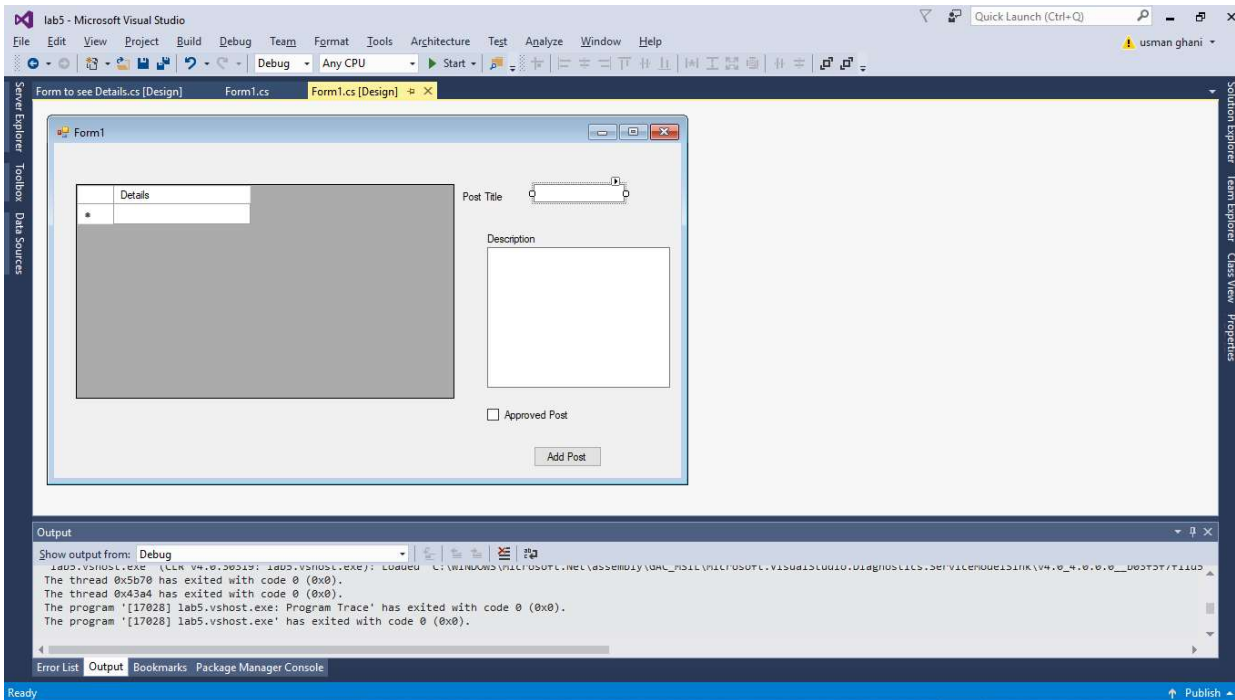 lab5 - Microsoft Visual Studio
Quick Launch (Ctrl+Q)
File Edit View Project Build Debug Team Format Tools Architecture Test Analyze Window Help
usman ghani
Debug Any CPU Start
Server Explorer
Toolbox
Data Sources
Form to see Details.cs [Design] Form1.cs Form1.cs [Design]
Form1
Details
Post Title
Description
Approved Post
Add Post
Solution Explorer
Team Explorer
Class View
Properties
Output
Show output from: Debug
The thread 0x5b70 has exited with code 0 (0x0).
The thread 0x43a4 has exited with code 0 (0x0).
The program '[17028] lab5.vshost.exe: Program Trace' has exited with code 0 (0x0).
The program '[17028] lab5.vshost.exe' has exited with code 0 (0x0).
Error List Output Bookmarks Package Manager Console
Ready
Publish